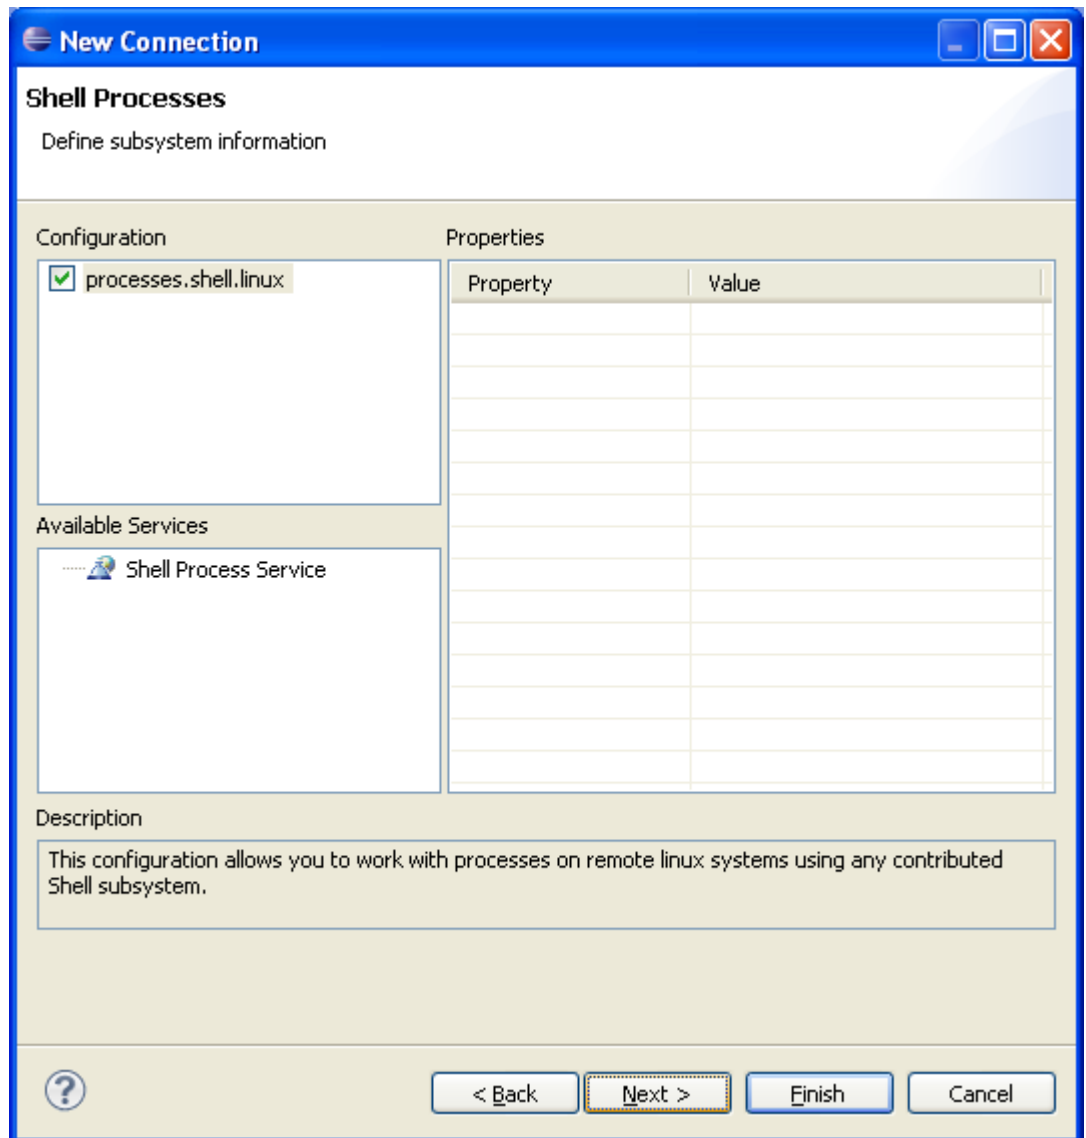 New Connection
Shell Processes
Define subsystem information
Configuration
processes.shell.linux
Properties
Property Value
Available Services
Shell Process Service
Description
This configuration allows you to work with processes on remote linux systems using any contributed
Shell subsystem.
< Back Next > Finish Cancel